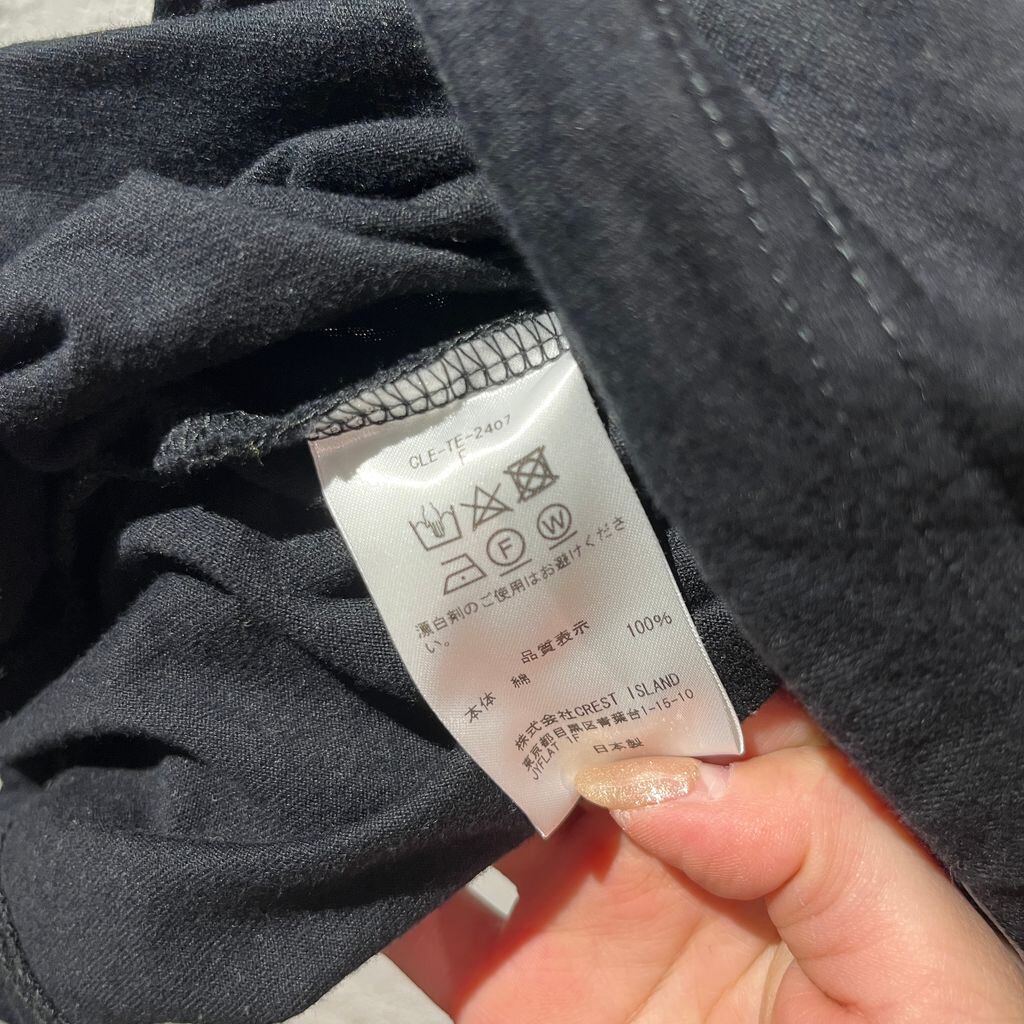 CLE-TE-2407
F
F W
漂白剤のご使用はお避けくださ
い。
品質表示
本体 綿 100%
株式会社CREST ISLAND
東京都目黒区青葉台1-15-10
JYFLAT 1F
日本製